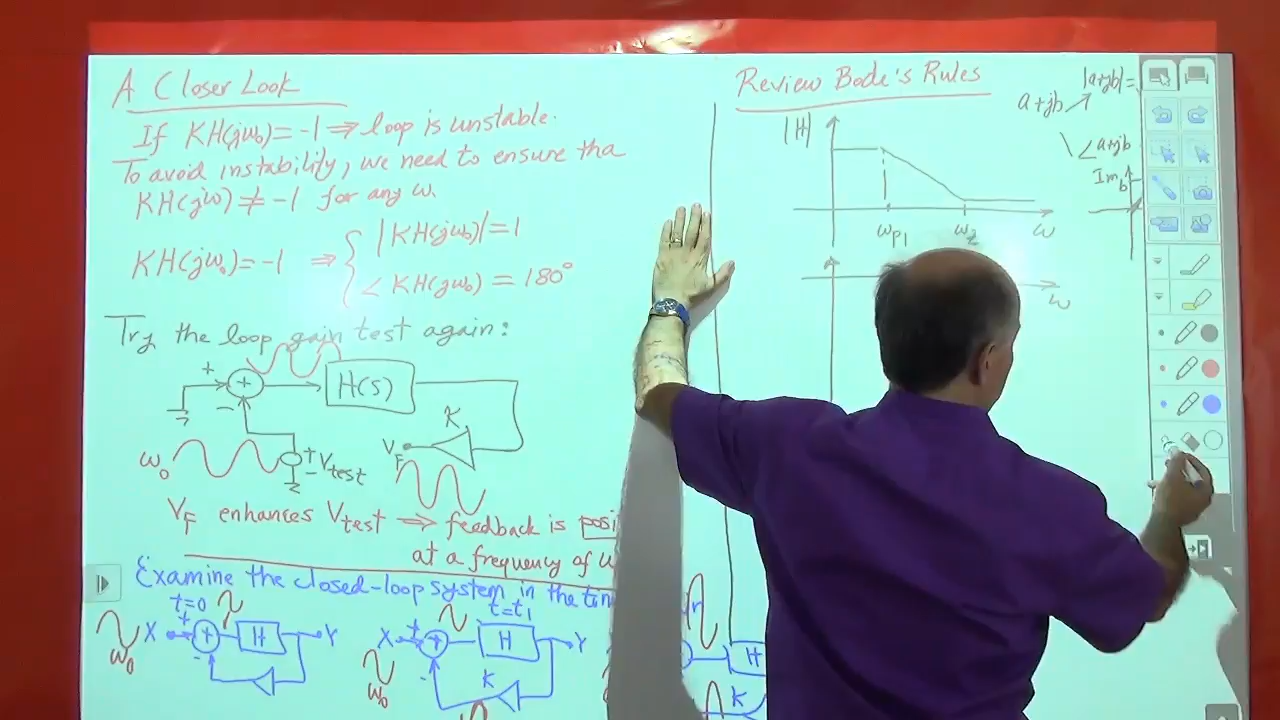 A Closer Look
If KH(jω₀) = -1 ⇒ loop is unstable.
To avoid instability, we need to ensure tha
KH(jω) ≠ -1 for any ω
KH(jω₀) = -1 ⇒ { |KH(jω₀)| = 1
∠ KH(jω₀) = 180°
Try the loop gain test again:
+ + H(s)
-
K
ω₀ + - Vtest
VF
VF enhances Vtest ⇒ feedback is posi
at a frequency of ω
Examine the closed-loop system in the tim
t=0 t=t₁
X + + H Y
-
ω₀
X + + H Y
-
K
ω₀
H
K
Review Bode's Rules
|a+jb| =
a+jb
∠a+jb
Im
b
|H|
ωp1 ωz ω
ω